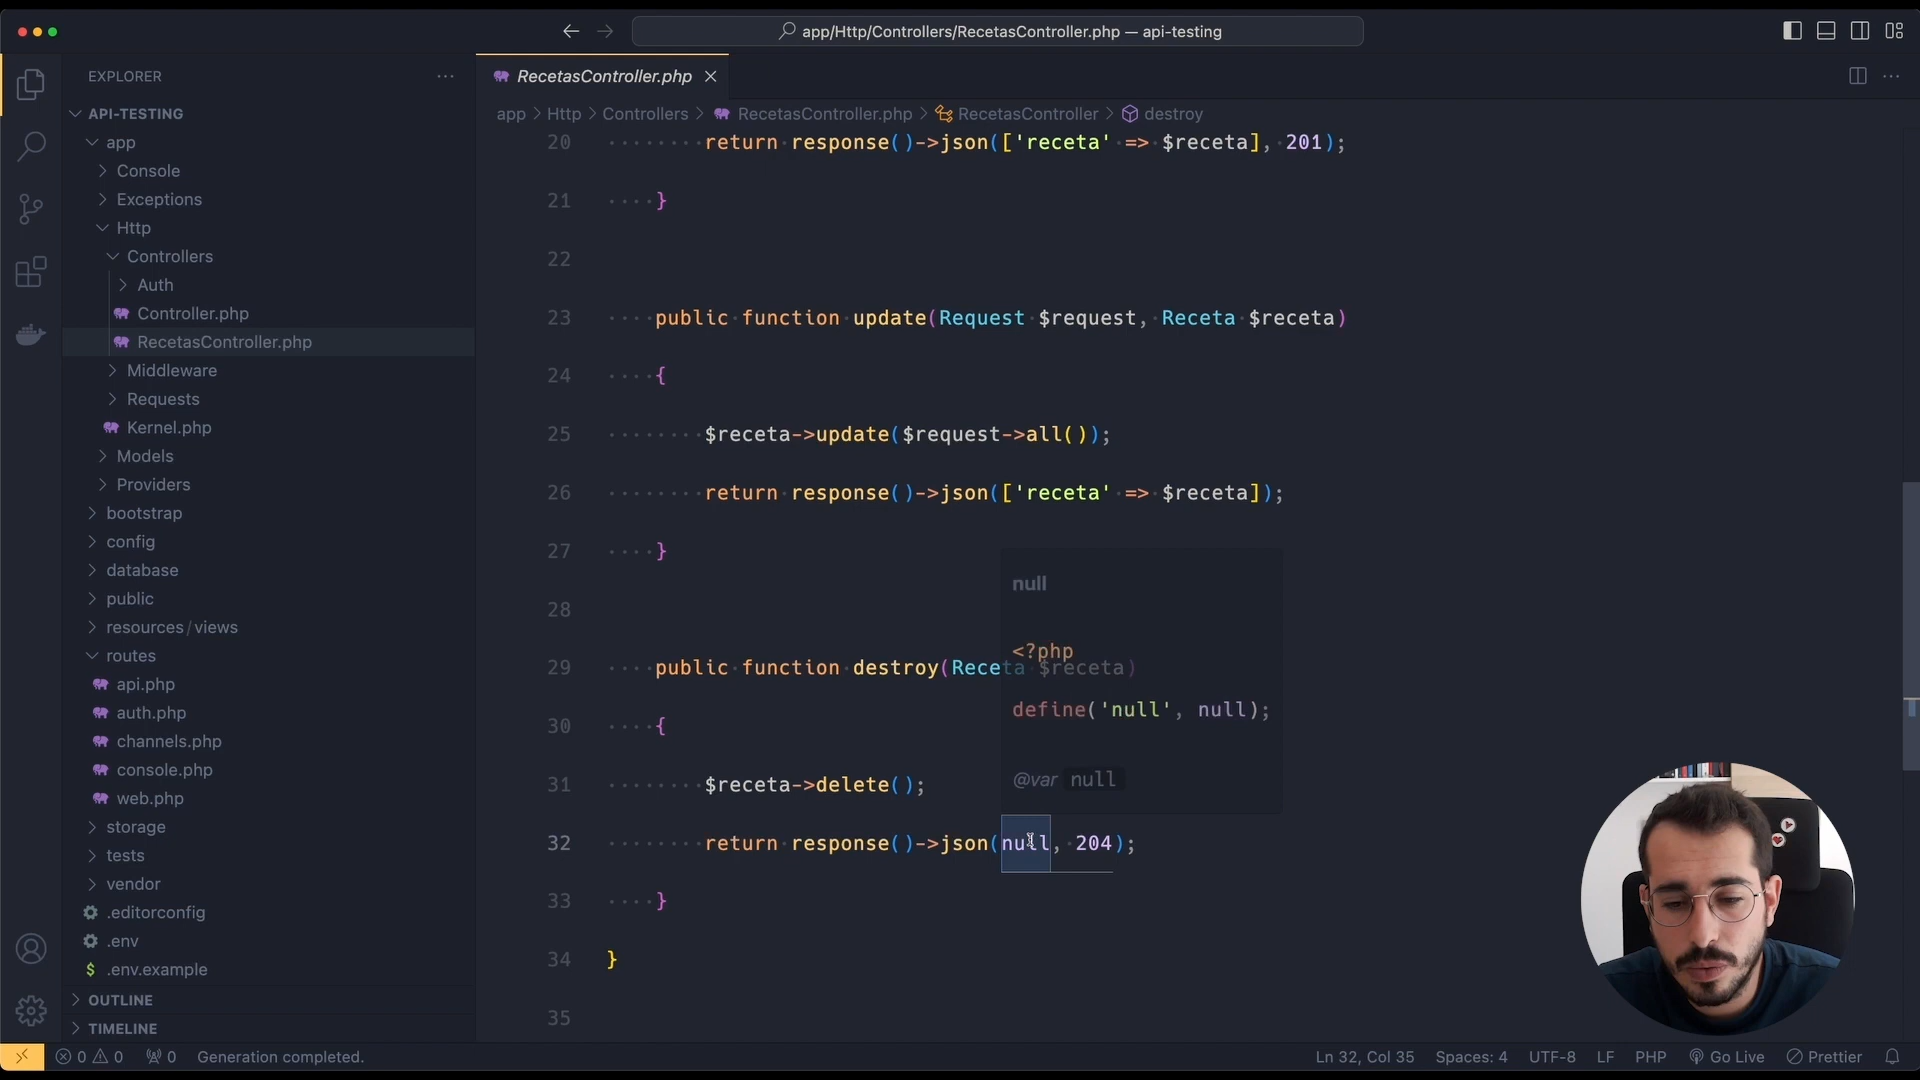 app/Http/Controllers/RecetasController.php — api-testing
EXPLORER
API-TESTING
app
Console
Exceptions
Http
Controllers
Auth
Controller.php
RecetasController.php
Middleware
Requests
Kernel.php
Models
Providers
bootstrap
config
database
public
resources/views
routes
api.php
auth.php
channels.php
console.php
web.php
storage
tests
vendor
.editorconfig
.env
.env.example
OUTLINE
TIMELINE
RecetasController.php
app > Http > Controllers > RecetasController.php > RecetasController > destroy
20 return response()->json(['receta' => $receta], 201);
21 }
22
23 public function update(Request $request, Receta $receta)
24 {
25 $receta->update($request->all());
26 return response()->json(['receta' => $receta]);
27 }
28
29 public function destroy(Receta $receta)
30 {
31 $receta->delete();
32 return response()->json(null, 204);
33 }
34 }
35
null
<?php
define('null', null);
@var null
0 0 0 Generation completed.
Ln 32, Col 35 Spaces: 4 UTF-8 LF PHP Go Live Prettier